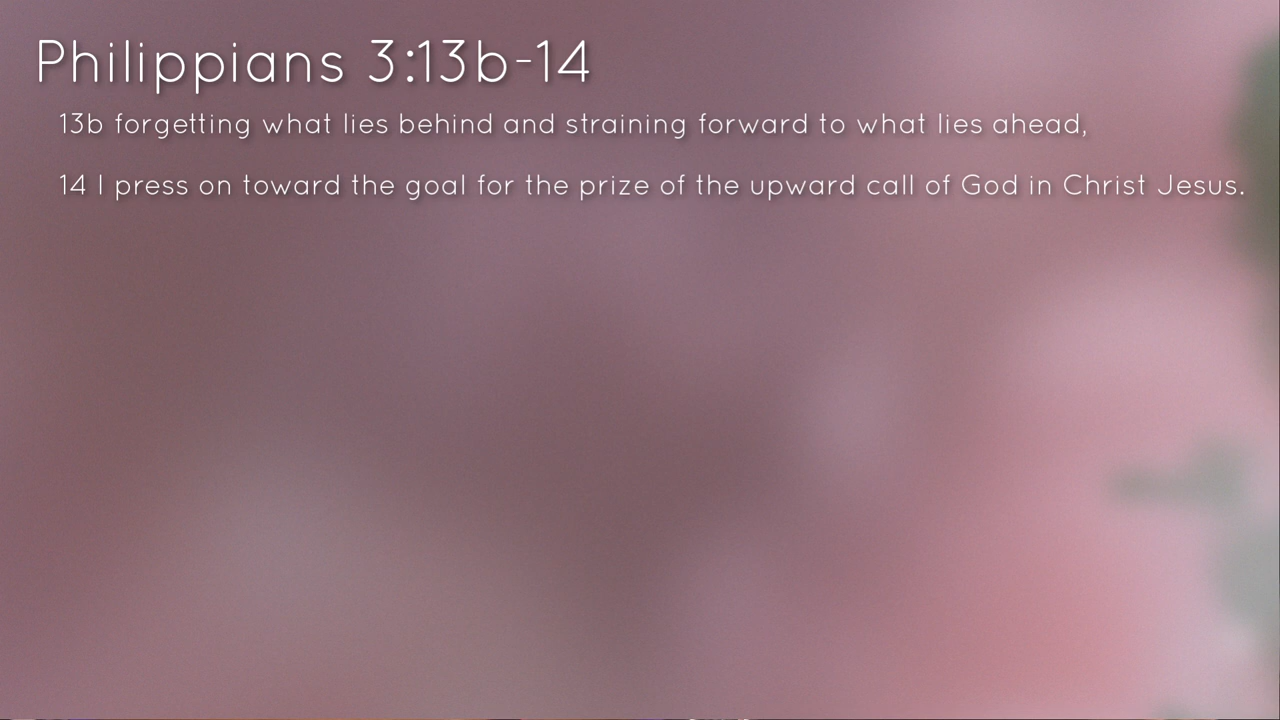 Philippians 3:13b-14
13b forgetting what lies behind and straining forward to what lies ahead,
14 I press on toward the goal for the prize of the upward call of God in Christ Jesus.